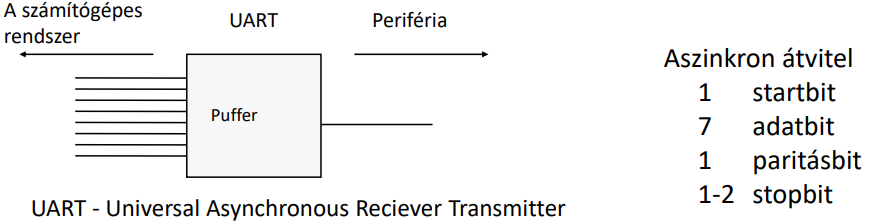 A számítógépes
rendszer
UART
Periféria
Puffer
UART - Universal Asynchronous Reciever Transmitter
Aszinkron átvitel
1 startbit
7 adatbit
1 paritásbit
1-2 stopbit